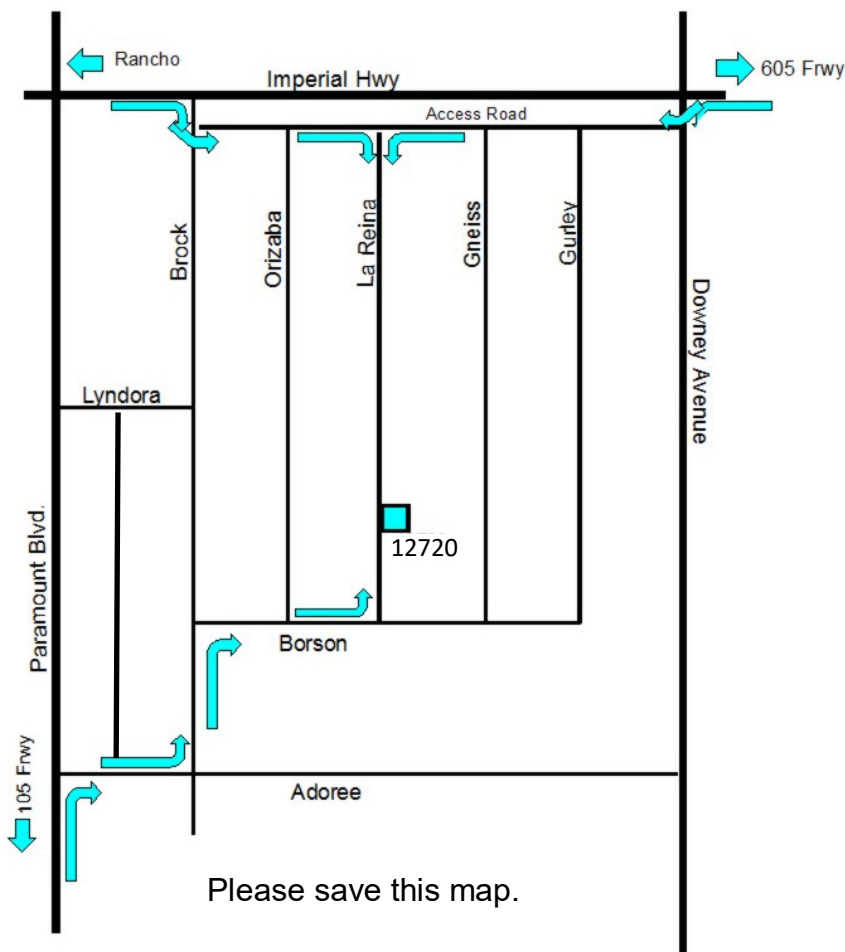 Rancho
605 Frwy
Imperial Hwy
Access Road
Brock
Orizaba
La Reina
Gneiss
Gurley
Downey Avenue
Lyndora
Paramount Blvd.
12720
Borson
105 Frwy
Adoree
Please save this map.